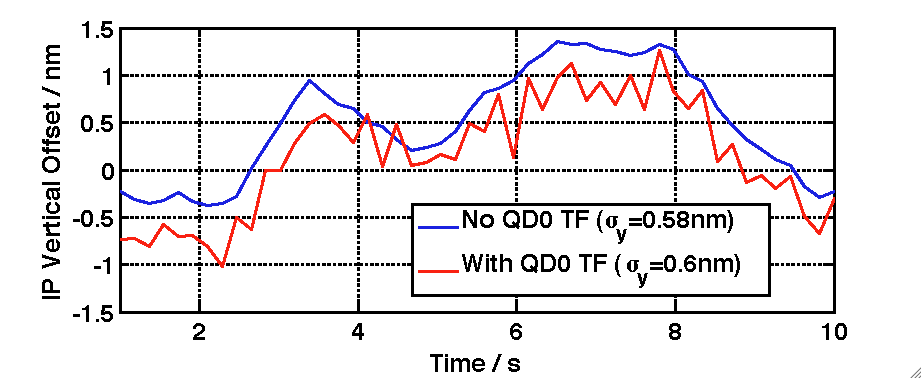 1.5
1
0.5
0
-0.5
-1
-1.5
IP Vertical Offset / nm
No QD0 TF (σy=0.58nm)
With QD0 TF ( σy=0.6nm)
2 4 6 8 10
Time / s